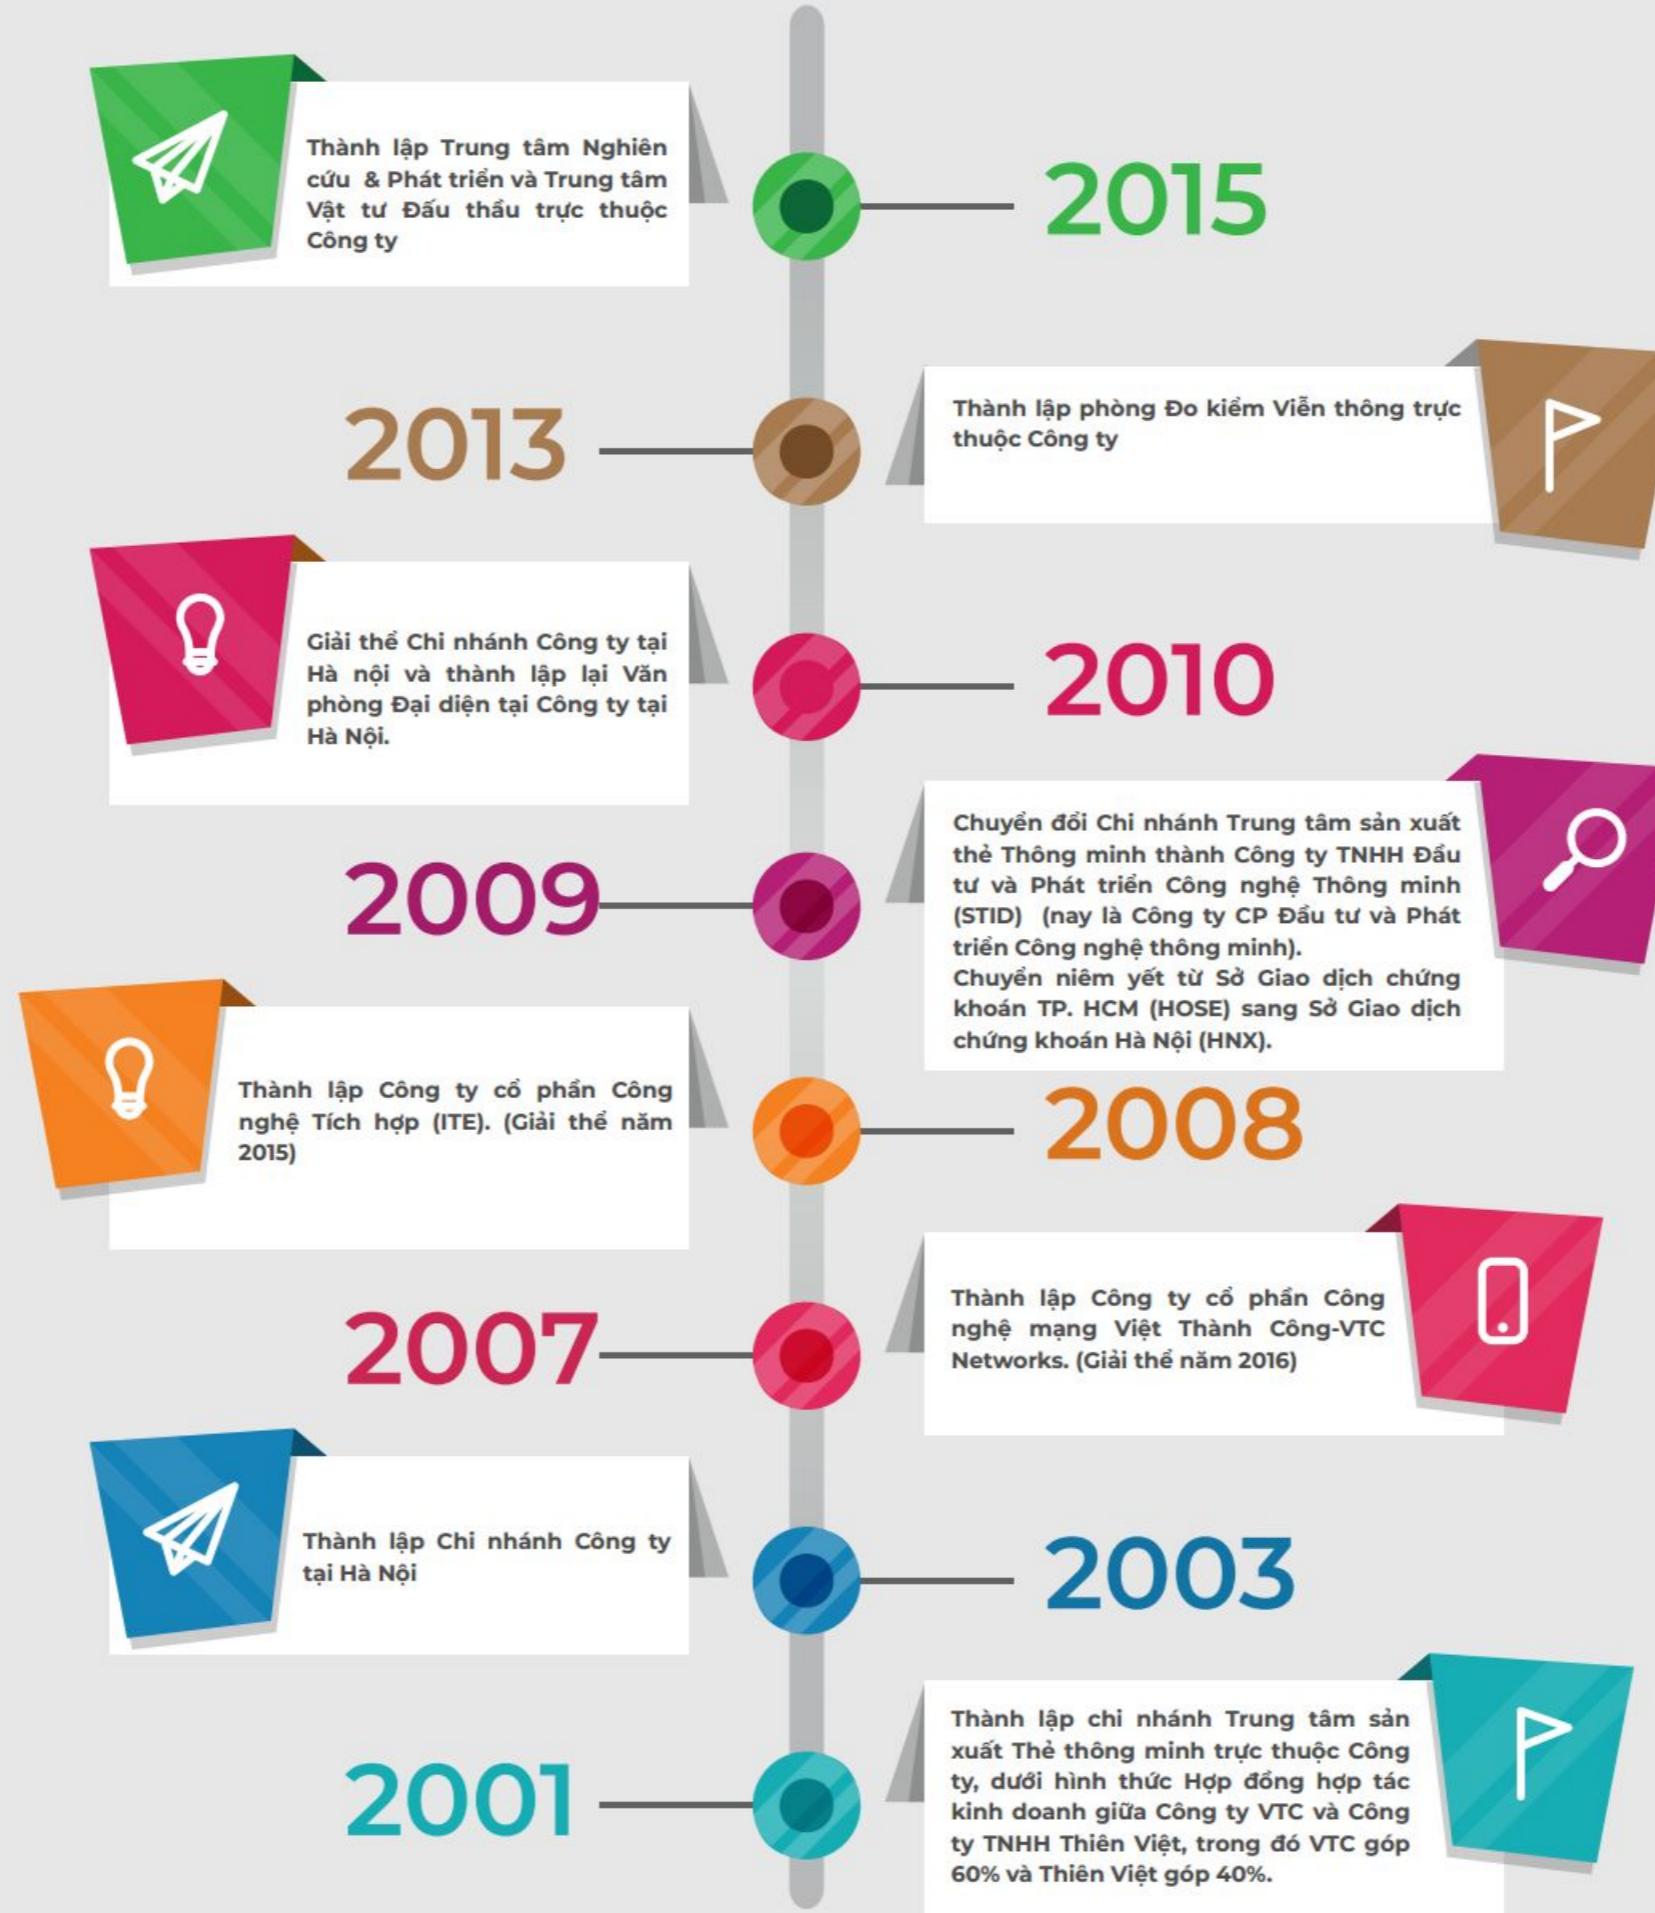 Thành lập Trung tâm Nghiên
cứu & Phát triển và Trung tâm
Vật tư Đấu thầu trực thuộc
Công ty
2015
2013
Thành lập phòng Đo kiểm Viễn thông trực
thuộc Công ty
Giải thể Chi nhánh Công ty tại
Hà nội và thành lập lại Văn
phòng Đại diện tại Công ty tại
Hà Nội.
2010
2009
Chuyển đổi Chi nhánh Trung tâm sản xuất
thẻ Thông minh thành Công ty TNHH Đầu
tư và Phát triển Công nghệ Thông minh
(STID) (nay là Công ty CP Đầu tư và Phát
triển Công nghệ thông minh).
Chuyển niêm yết từ Sở Giao dịch chứng
khoán TP. HCM (HOSE) sang Sở Giao dịch
chứng khoán Hà Nội (HNX).
Thành lập Công ty cổ phần Công
nghệ Tích hợp (ITE). (Giải thể năm
2015)
2008
2007
Thành lập Công ty cổ phần Công
nghệ mạng Việt Thành Công-VTC
Networks. (Giải thể năm 2016)
Thành lập Chi nhánh Công ty
tại Hà Nội
2003
2001
Thành lập chi nhánh Trung tâm sản
xuất Thẻ thông minh trực thuộc Công
ty, dưới hình thức Hợp đồng hợp tác
kinh doanh giữa Công ty VTC và Công
ty TNHH Thiên Việt, trong đó VTC góp
60% và Thiên Việt góp 40%.